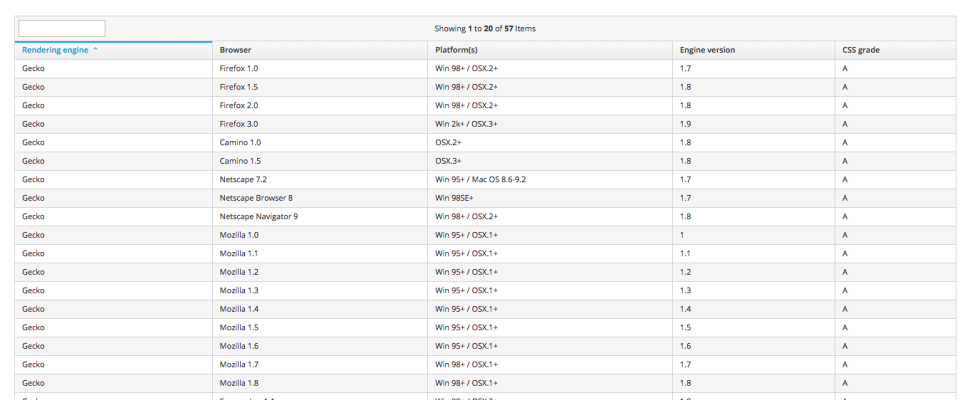 Showing 1 to 20 of 57 Items
Rendering engine ^ Browser Platform(s) Engine version CSS grade
Gecko Firefox 1.0 Win 98+ / OSX.2+ 1.7 A
Gecko Firefox 1.5 Win 98+ / OSX.2+ 1.8 A
Gecko Firefox 2.0 Win 98+ / OSX.2+ 1.8 A
Gecko Firefox 3.0 Win 2k+ / OSX.3+ 1.9 A
Gecko Camino 1.0 OSX.2+ 1.8 A
Gecko Camino 1.5 OSX.3+ 1.8 A
Gecko Netscape 7.2 Win 95+ / Mac OS 8.6-9.2 1.7 A
Gecko Netscape Browser 8 Win 98SE+ 1.7 A
Gecko Netscape Navigator 9 Win 98+ / OSX.2+ 1.8 A
Gecko Mozilla 1.0 Win 95+ / OSX.1+ 1 A
Gecko Mozilla 1.1 Win 95+ / OSX.1+ 1.1 A
Gecko Mozilla 1.2 Win 95+ / OSX.1+ 1.2 A
Gecko Mozilla 1.3 Win 95+ / OSX.1+ 1.3 A
Gecko Mozilla 1.4 Win 95+ / OSX.1+ 1.4 A
Gecko Mozilla 1.5 Win 95+ / OSX.1+ 1.5 A
Gecko Mozilla 1.6 Win 95+ / OSX.1+ 1.6 A
Gecko Mozilla 1.7 Win 98+ / OSX.1+ 1.7 A
Gecko Mozilla 1.8 Win 98+ / OSX.1+ 1.8 A